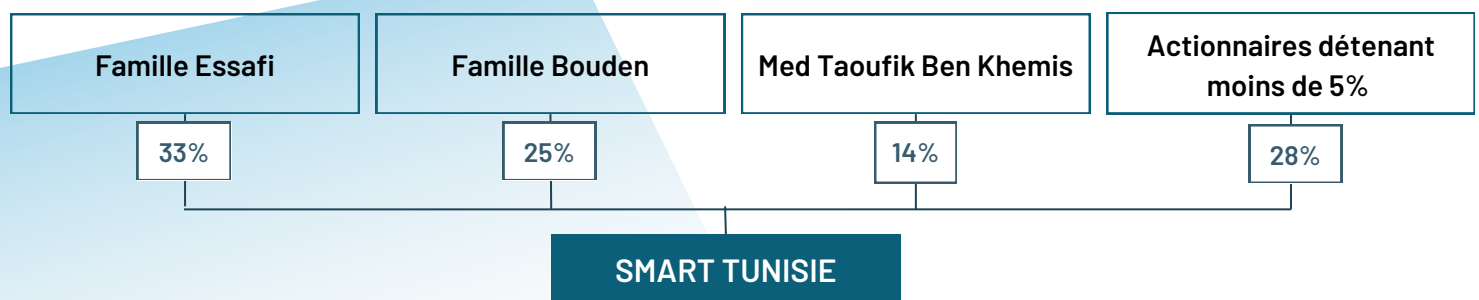 Famille Essafi
Famille Bouden
Med Taoufik Ben Khemis
Actionnaires détenant
moins de 5%
33%
25%
14%
28%
SMART TUNISIE